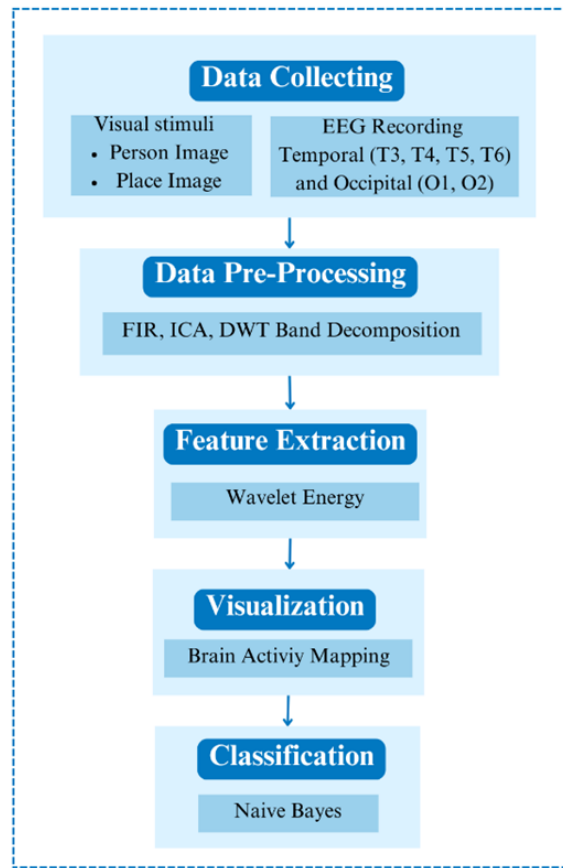 Data Collecting
Visual stimuli
• Person Image
• Place Image
EEG Recording
Temporal (T3, T4, T5, T6)
and Occipital (O1, O2)
Data Pre-Processing
FIR, ICA, DWT Band Decomposition
Feature Extraction
Wavelet Energy
Visualization
Brain Activiy Mapping
Classification
Naive Bayes